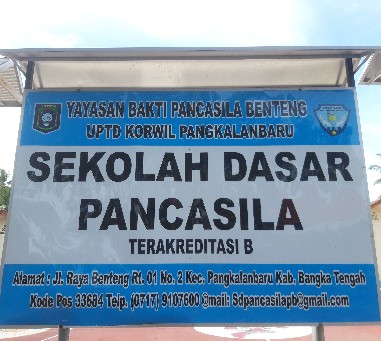 YAYASAN BAKTI PANCASILA BENTENG
UPTD KORWIL PANGKALANBARU
SEKOLAH DASAR
PANCASILA
TERAKREDITASI B
Alamat : Jl. Raya Benteng Rt. 01 No. 2 Kec. Pangkalanbaru Kab. Bangka Tengah
Kode Pos 33684 Telp. (0717) 9107600 @mail: Sdpancasilapb@gmail.com